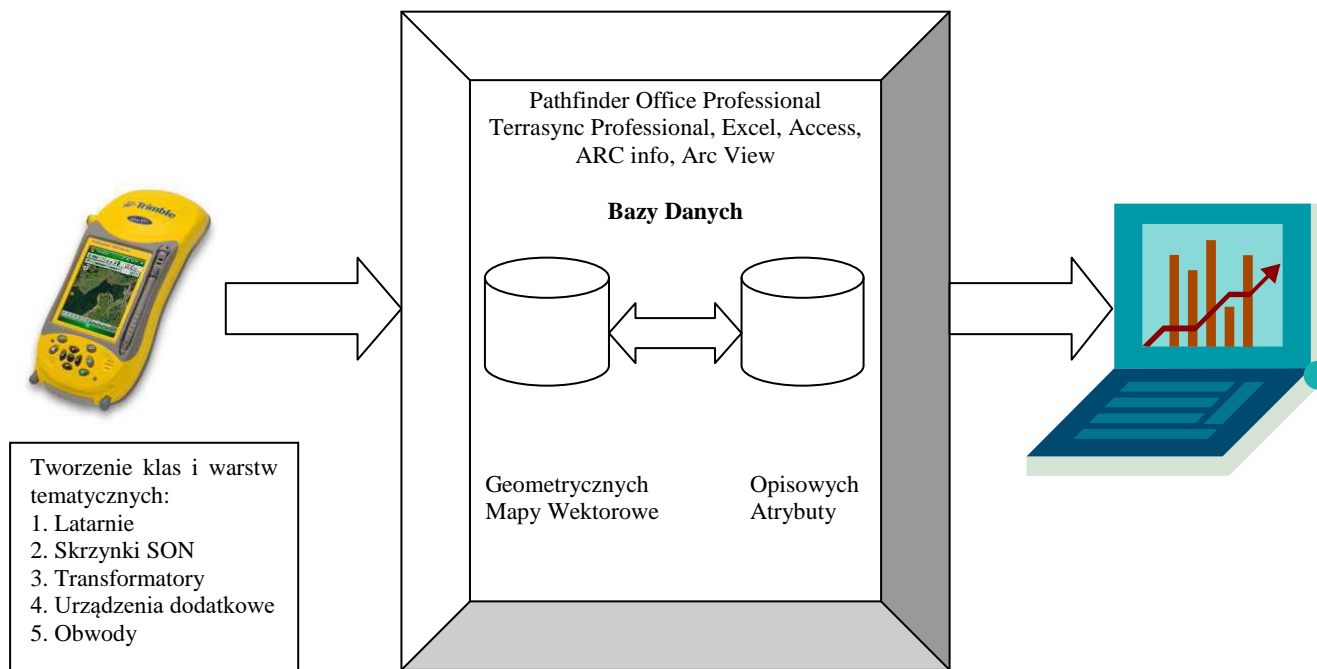 Pathfinder Office Professional
Terrasync Professional, Excel, Access,
ARC info, Arc View
Bazy Danych
Trimble
Tworzenie klas i warstw
tematycznych:
1. Latarnie
2. Skrzynki SON
3. Transformatory
4. Urządzenia dodatkowe
5. Obwody
Geometrycznych
Mapy Wektorowe
Opisowych
Atrybuty